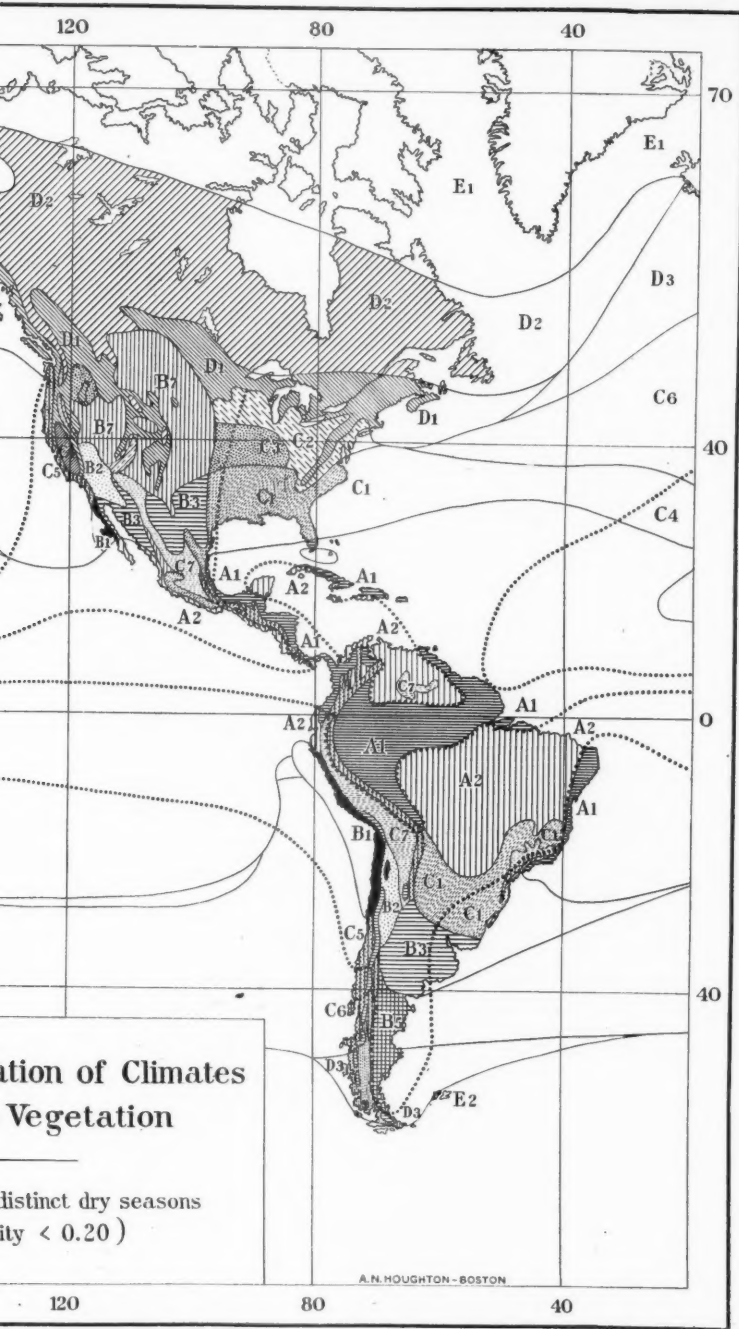 120 80 40
70
E1
E1
D2
D3
D2
D2
D1
D1
B7
C6
D1
B7
C2
40
C3
C5
B2
C1
C1
B3
B3
C4
B1
C7
A1
A1
A2
A2
A1
A2
C7
A1
A2
A2
0
A1
A2
A1
B1
C7
C1
C1
B2
C1
C5
B3
40
C6
B5
D3
E2
D3
ation of Climates
Vegetation
distinct dry seasons
ity < 0.20 )
A.N. HOUGHTON - BOSTON
120 80 40